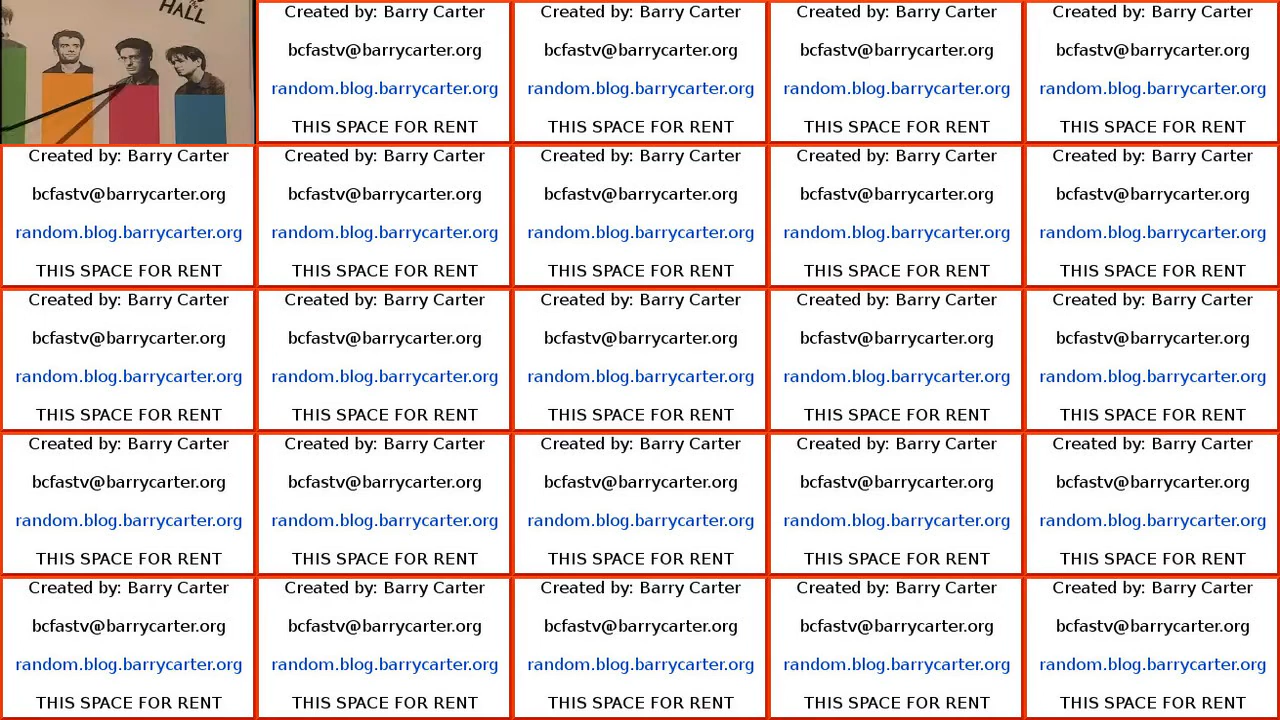 HALL
Created by: Barry Carter
bcfastv@barrycarter.org
random.blog.barrycarter.org
THIS SPACE FOR RENT
Created by: Barry Carter
bcfastv@barrycarter.org
random.blog.barrycarter.org
THIS SPACE FOR RENT
Created by: Barry Carter
bcfastv@barrycarter.org
random.blog.barrycarter.org
THIS SPACE FOR RENT
Created by: Barry Carter
bcfastv@barrycarter.org
random.blog.barrycarter.org
THIS SPACE FOR RENT
Created by: Barry Carter
bcfastv@barrycarter.org
random.blog.barrycarter.org
THIS SPACE FOR RENT
Created by: Barry Carter
bcfastv@barrycarter.org
random.blog.barrycarter.org
THIS SPACE FOR RENT
Created by: Barry Carter
bcfastv@barrycarter.org
random.blog.barrycarter.org
THIS SPACE FOR RENT
Created by: Barry Carter
bcfastv@barrycarter.org
random.blog.barrycarter.org
THIS SPACE FOR RENT
Created by: Barry Carter
bcfastv@barrycarter.org
random.blog.barrycarter.org
THIS SPACE FOR RENT
Created by: Barry Carter
bcfastv@barrycarter.org
random.blog.barrycarter.org
THIS SPACE FOR RENT
Created by: Barry Carter
bcfastv@barrycarter.org
random.blog.barrycarter.org
THIS SPACE FOR RENT
Created by: Barry Carter
bcfastv@barrycarter.org
random.blog.barrycarter.org
THIS SPACE FOR RENT
Created by: Barry Carter
bcfastv@barrycarter.org
random.blog.barrycarter.org
THIS SPACE FOR RENT
Created by: Barry Carter
bcfastv@barrycarter.org
random.blog.barrycarter.org
THIS SPACE FOR RENT
Created by: Barry Carter
bcfastv@barrycarter.org
random.blog.barrycarter.org
THIS SPACE FOR RENT
Created by: Barry Carter
bcfastv@barrycarter.org
random.blog.barrycarter.org
THIS SPACE FOR RENT
Created by: Barry Carter
bcfastv@barrycarter.org
random.blog.barrycarter.org
THIS SPACE FOR RENT
Created by: Barry Carter
bcfastv@barrycarter.org
random.blog.barrycarter.org
THIS SPACE FOR RENT
Created by: Barry Carter
bcfastv@barrycarter.org
random.blog.barrycarter.org
THIS SPACE FOR RENT
Created by: Barry Carter
bcfastv@barrycarter.org
random.blog.barrycarter.org
THIS SPACE FOR RENT
Created by: Barry Carter
bcfastv@barrycarter.org
random.blog.barrycarter.org
THIS SPACE FOR RENT
Created by: Barry Carter
bcfastv@barrycarter.org
random.blog.barrycarter.org
THIS SPACE FOR RENT
Created by: Barry Carter
bcfastv@barrycarter.org
random.blog.barrycarter.org
THIS SPACE FOR RENT
Created by: Barry Carter
bcfastv@barrycarter.org
random.blog.barrycarter.org
THIS SPACE FOR RENT